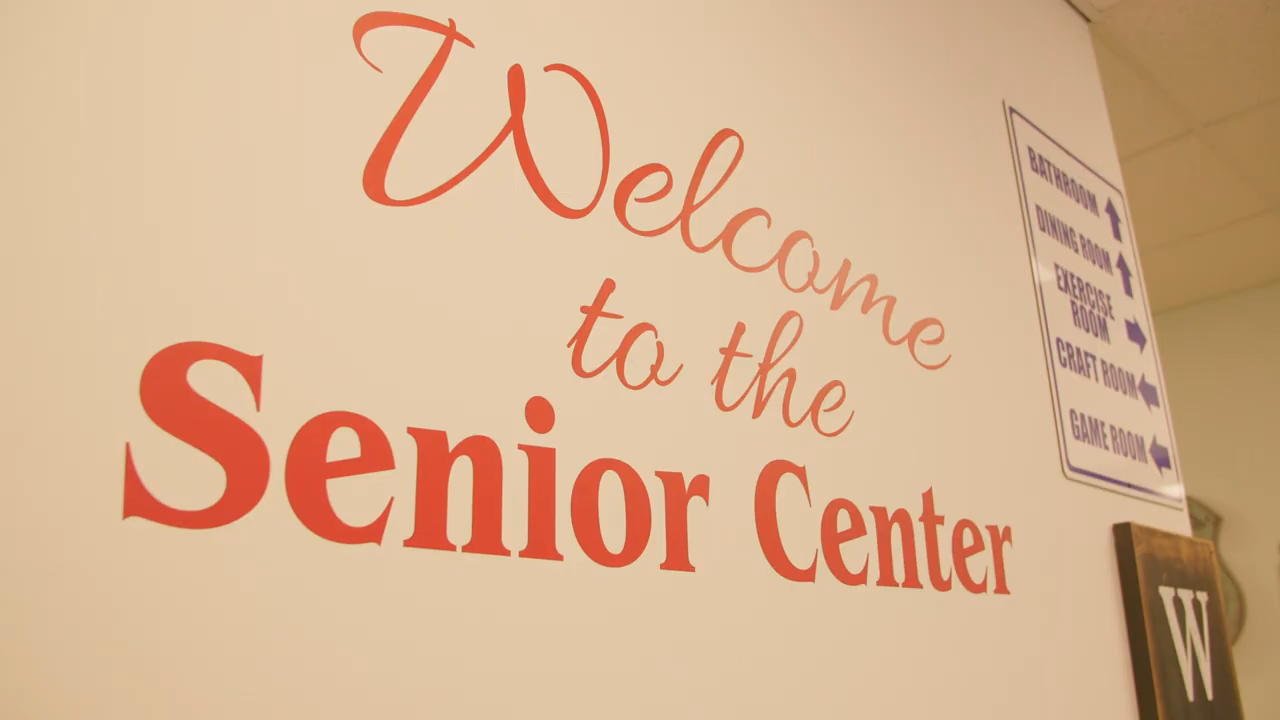 Welcome
to the
Senior Center
BATHROOM
DINING ROOM
EXERCISE
ROOM
CRAFT ROOM
GAME ROOM
W